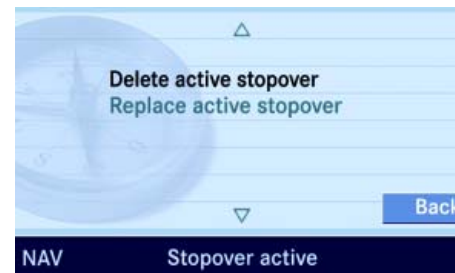 Delete active stopover
Replace active stopover
Back
NAV Stopover active